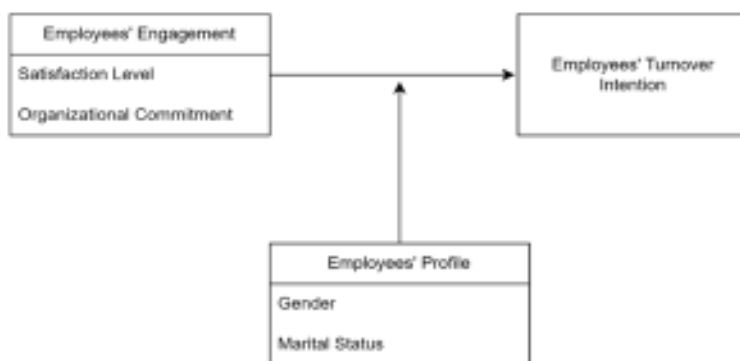 Employees' Engagement
Satisfaction Level
Organizational Commitment
Employees' Turnover
Intention
Employees' Profile
Gender
Marital Status